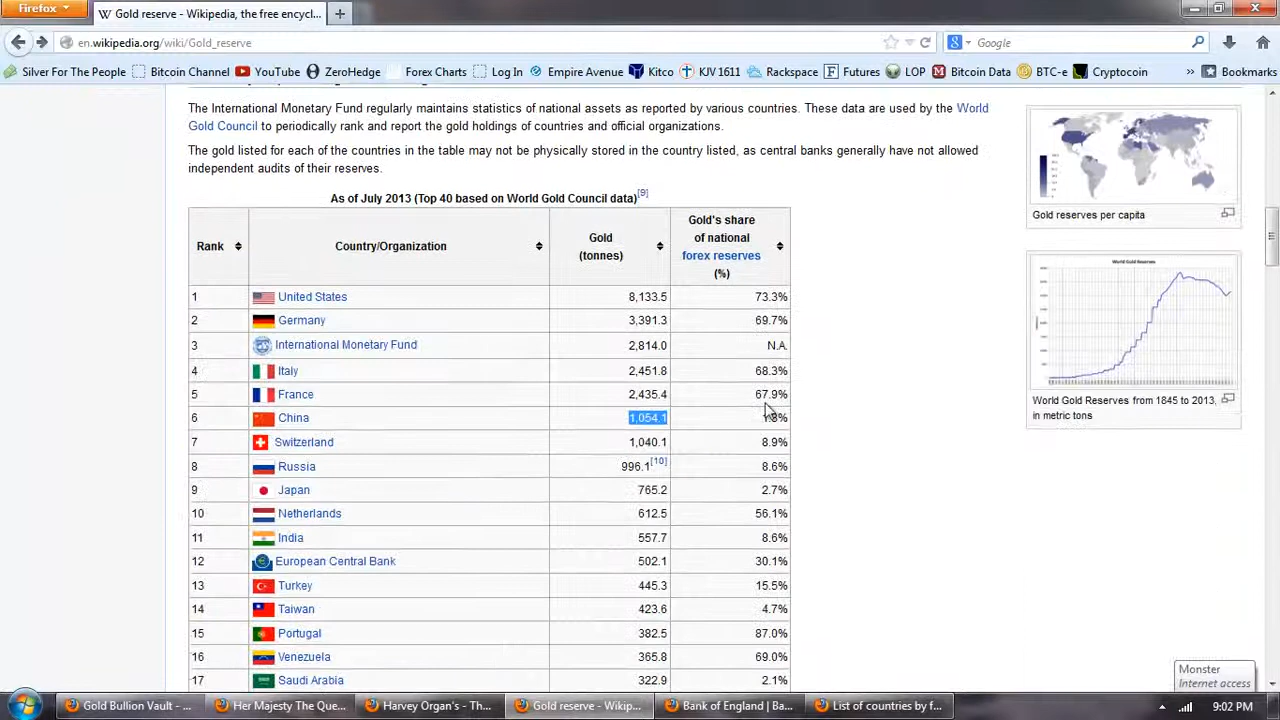 Firefox
Gold reserve - Wikipedia, the free encycl...
en.wikipedia.org/wiki/Gold_reserve
Google
Silver For The People
Bitcoin Channel
YouTube
ZeroHedge
Forex Charts
Log In
Empire Avenue
Kitco
KJV 1611
Rackspace
Futures
LOP
Bitcoin Data
BTC-e
Cryptocoin
»
Bookmarks
The International Monetary Fund regularly maintains statistics of national assets as reported by various countries. These data are used by the World
Gold Council to periodically rank and report the gold holdings of countries and official organizations.
The gold listed for each of the countries in the table may not be physically stored in the country listed, as central banks generally have not allowed
independent audits of their reserves.
As of July 2013 (Top 40 based on World Gold Council data)[9]
Rank
Country/Organization
Gold
(tonnes)
Gold's share
of national
forex reserves
(%)
1 United States 8,133.5 73.3%
2 Germany 3,391.3 69.7%
3 International Monetary Fund 2,814.0 N.A.
4 Italy 2,451.8 68.3%
5 France 2,435.4 67.9%
6 China 1,054.1
7 Switzerland 1,040.1 8.9%
8 Russia 996.1[10] 8.6%
9 Japan 765.2 2.7%
10 Netherlands 612.5 56.1%
11 India 557.7
12 European Central Bank 502.1 30.1%
13 Turkey 445.3 15.5%
14 Taiwan 423.6 4.7%
15 Portugal 382.5 87.0%
16 Venezuela 365.8 69.0%
17 Saudi Arabia 322.9 2.1%
Gold reserves per capita
World Gold Reserves
World Gold Reserves from 1845 to 2013,
in metric tons
Monster
Internet access
Gold Bullion Vault - ...
Her Majesty The Que...
Harvey Organ's - Th...
Gold reserve - Wikip...
Bank of England | Ba...
List of countries by f...
9:02 PM